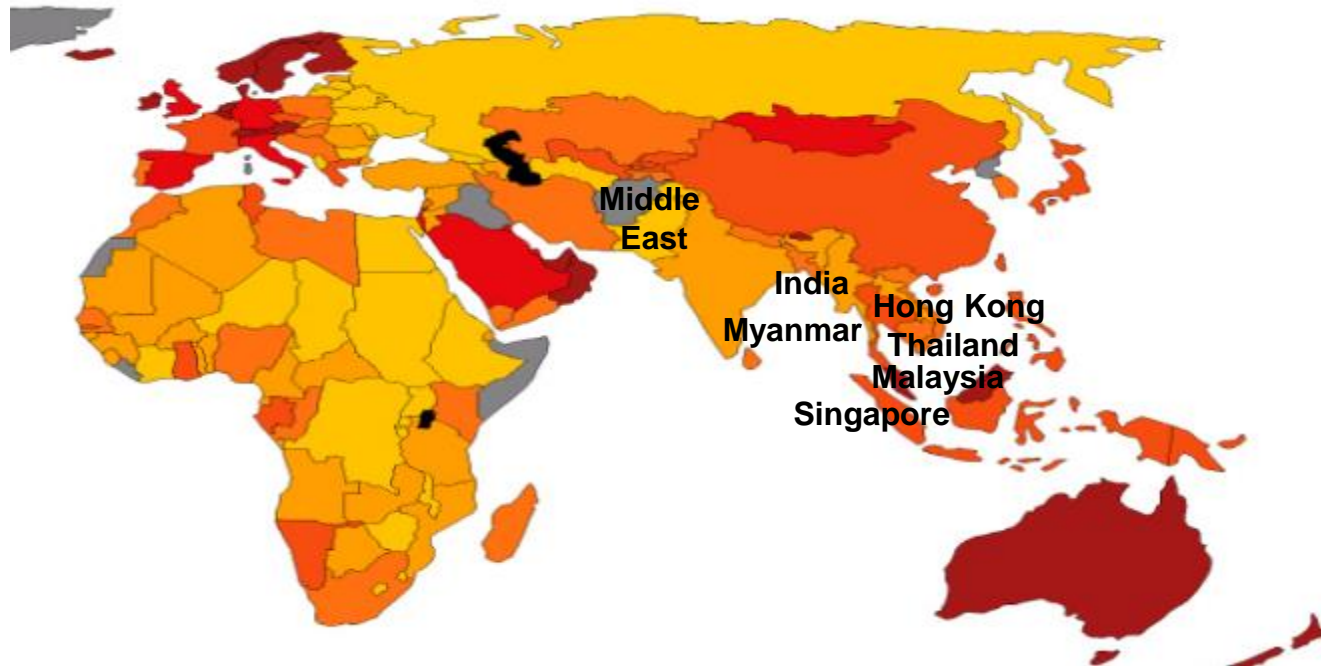 Middle
East
India
Hong Kong
Myanmar
Thailand
Malaysia
Singapore